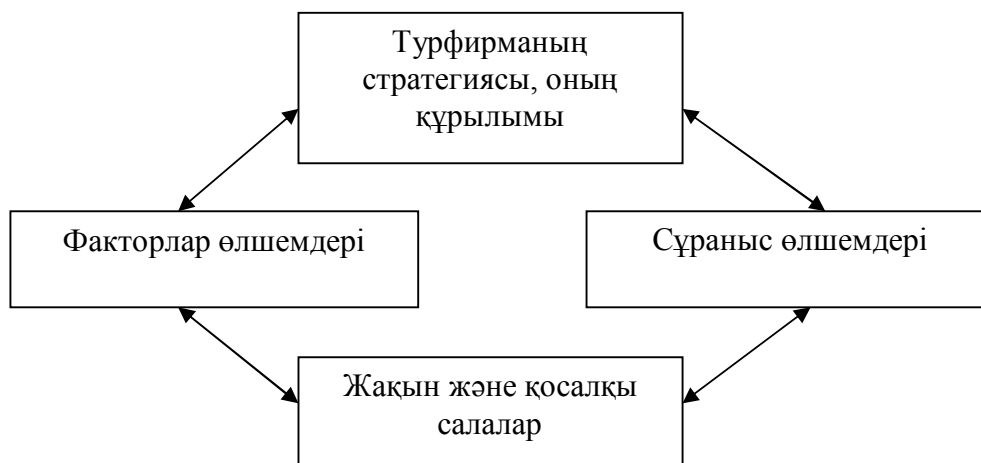 Турфирманың
стратегиясы, оның
құрылымы
Факторлар өлшемдері
Сұраныс өлшемдері
Жақын және қосалқы
салалар